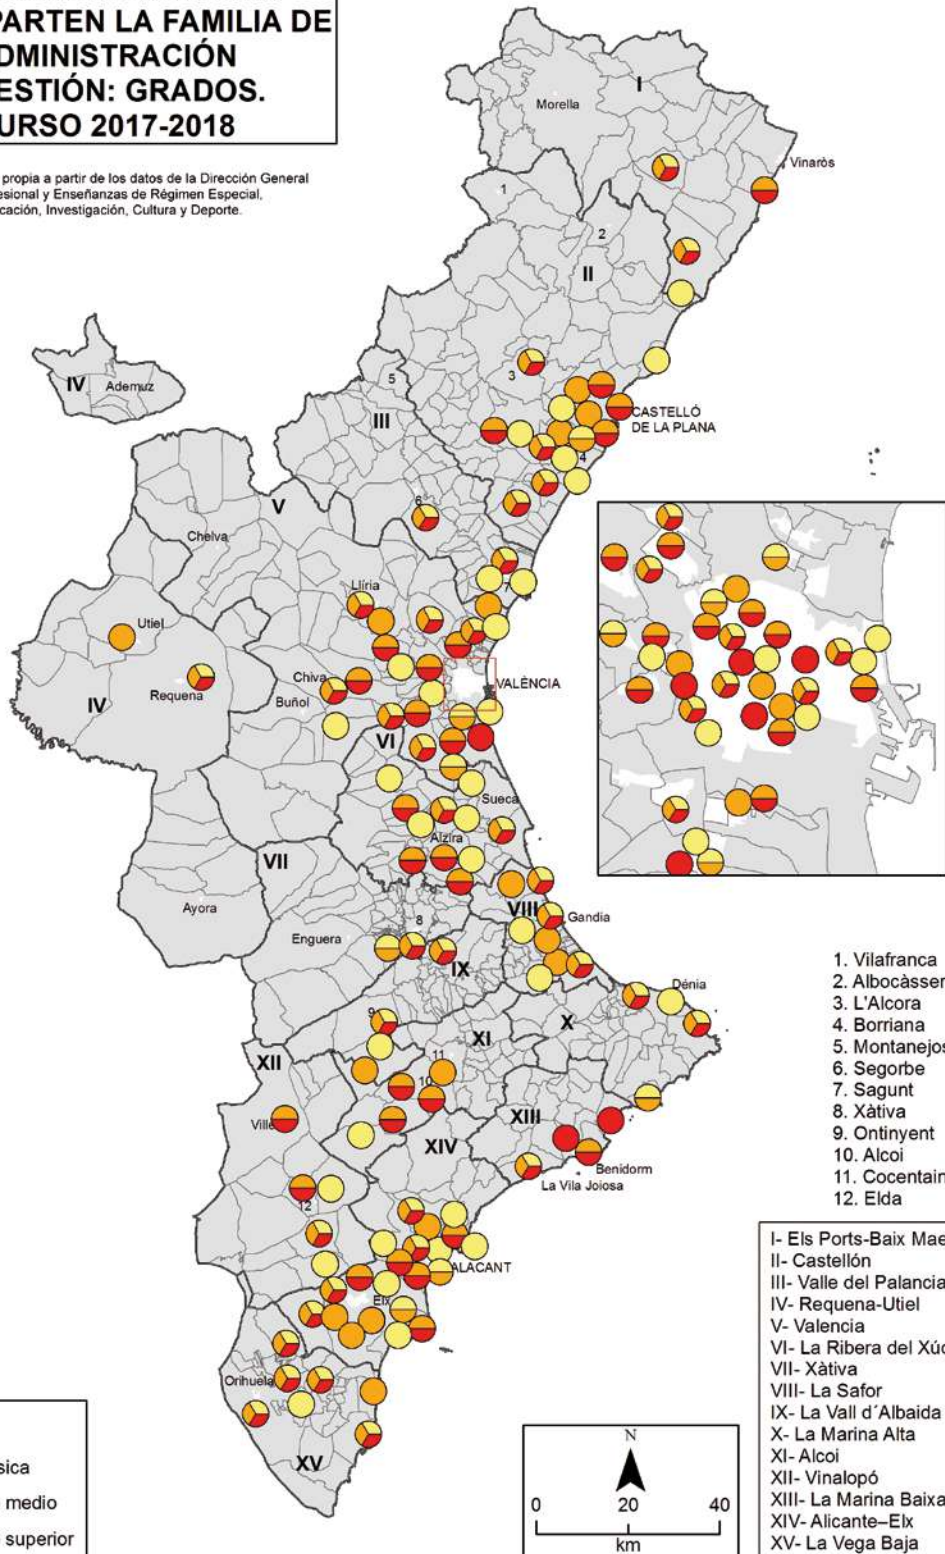 PARTEN LA FAMILIA DE
DMINISTRACIÓN
ESTIÓN: GRADOS.
URSO 2017-2018
propia a partir de los datos de la Dirección General
esional y Enseñanzas de Régimen Especial.
cación, Investigación, Cultura y Deporte.
I
Morella
Vinaròs
1
2
II
IV
Ademuz
5
3
III
CASTELLÓ
DE LA PLANA
4
V
6
Chelva
7
Llíria
Utiel
Chiva
Requena
VALÈNCIA
Buñol
IV
VI
Sueca
Alzira
VII
Ayora
8
VIII
Gandia
Enguera
IX
Dénia
9
X
XI
XII
11
10
XIII
Ville
XIV
Benidorm
La Vila Joiosa
12
ALACANT
Elx
Orihuela
XV
1. Vilafranca
2. Albocàsser
3. L'Alcora
4. Borriana
5. Montanejos
6. Segorbe
7. Sagunt
8. Xàtiva
9. Ontinyent
10. Alcoi
11. Cocentain
12. Elda
I- Els Ports-Baix Mae
II- Castellón
III- Valle del Palancia
IV- Requena-Utiel
V- Valencia
VI- La Ribera del Xúc
VII- Xàtiva
VIII- La Safor
IX- La Vall d´Albaida
X- La Marina Alta
XI- Alcoi
XII- Vinalopó
XIII- La Marina Baixa
XIV- Alicante–Elx
XV- La Vega Baja
sica
medio
superior
N
0 20 40
km